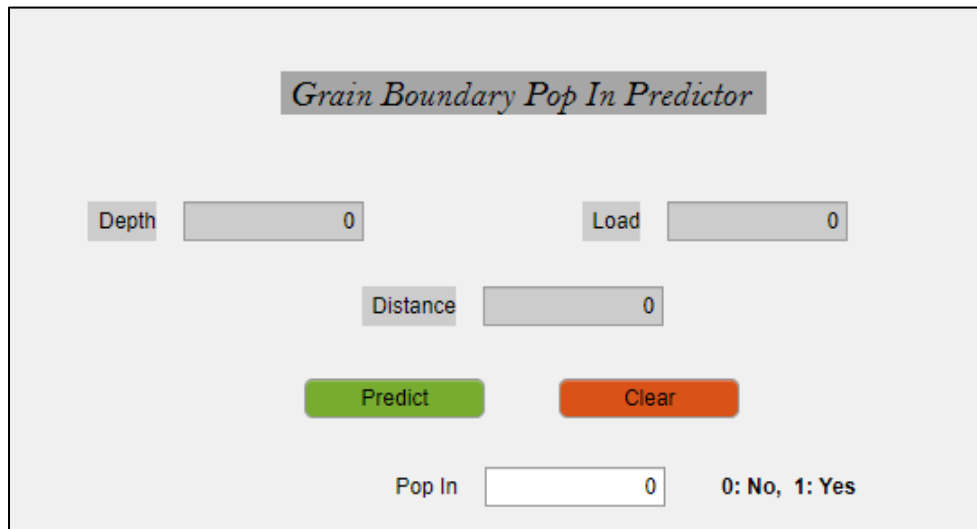 Grain Boundary Pop In Predictor
Depth 0 Load 0
Distance 0
Predict Clear
Pop In 0 0: No, 1: Yes